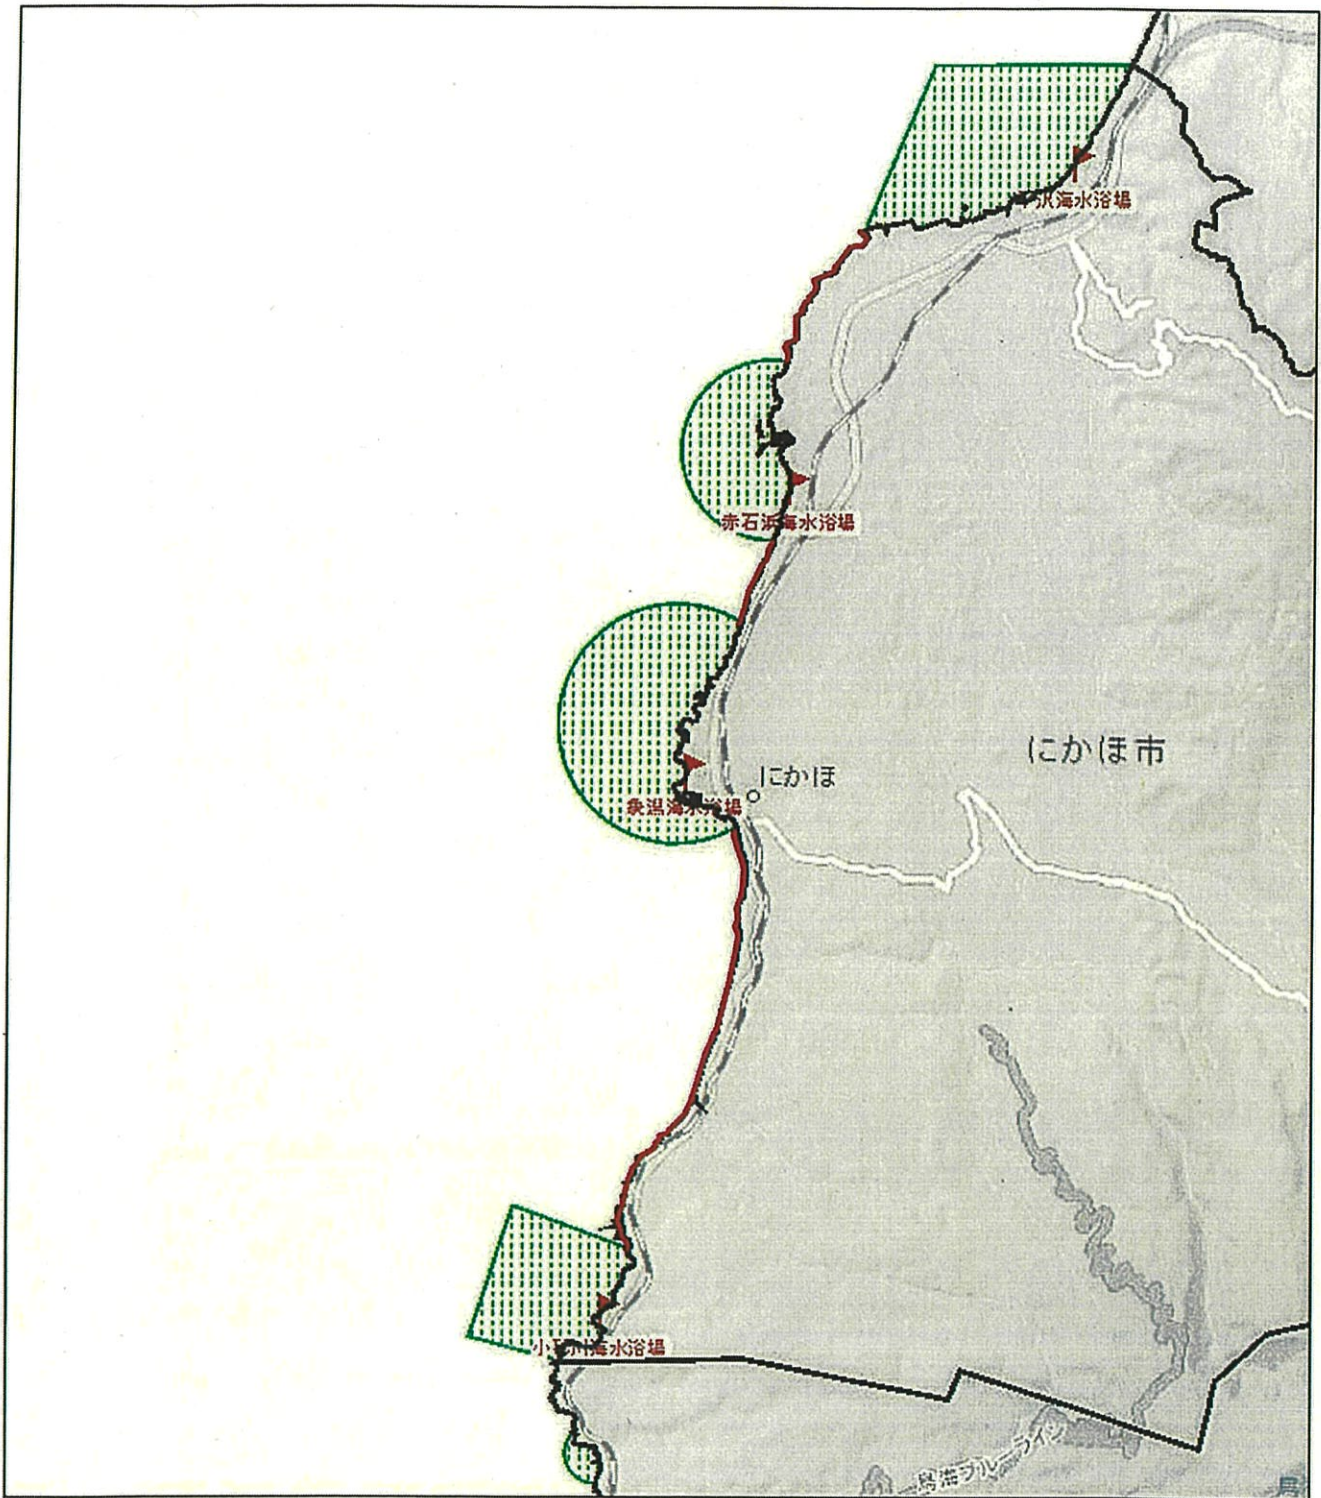 平沢海水浴場
赤石浜海水浴場
にかほ市
にかほ
象潟海水浴場
小砂川海水浴場
鳥海ブルーライン